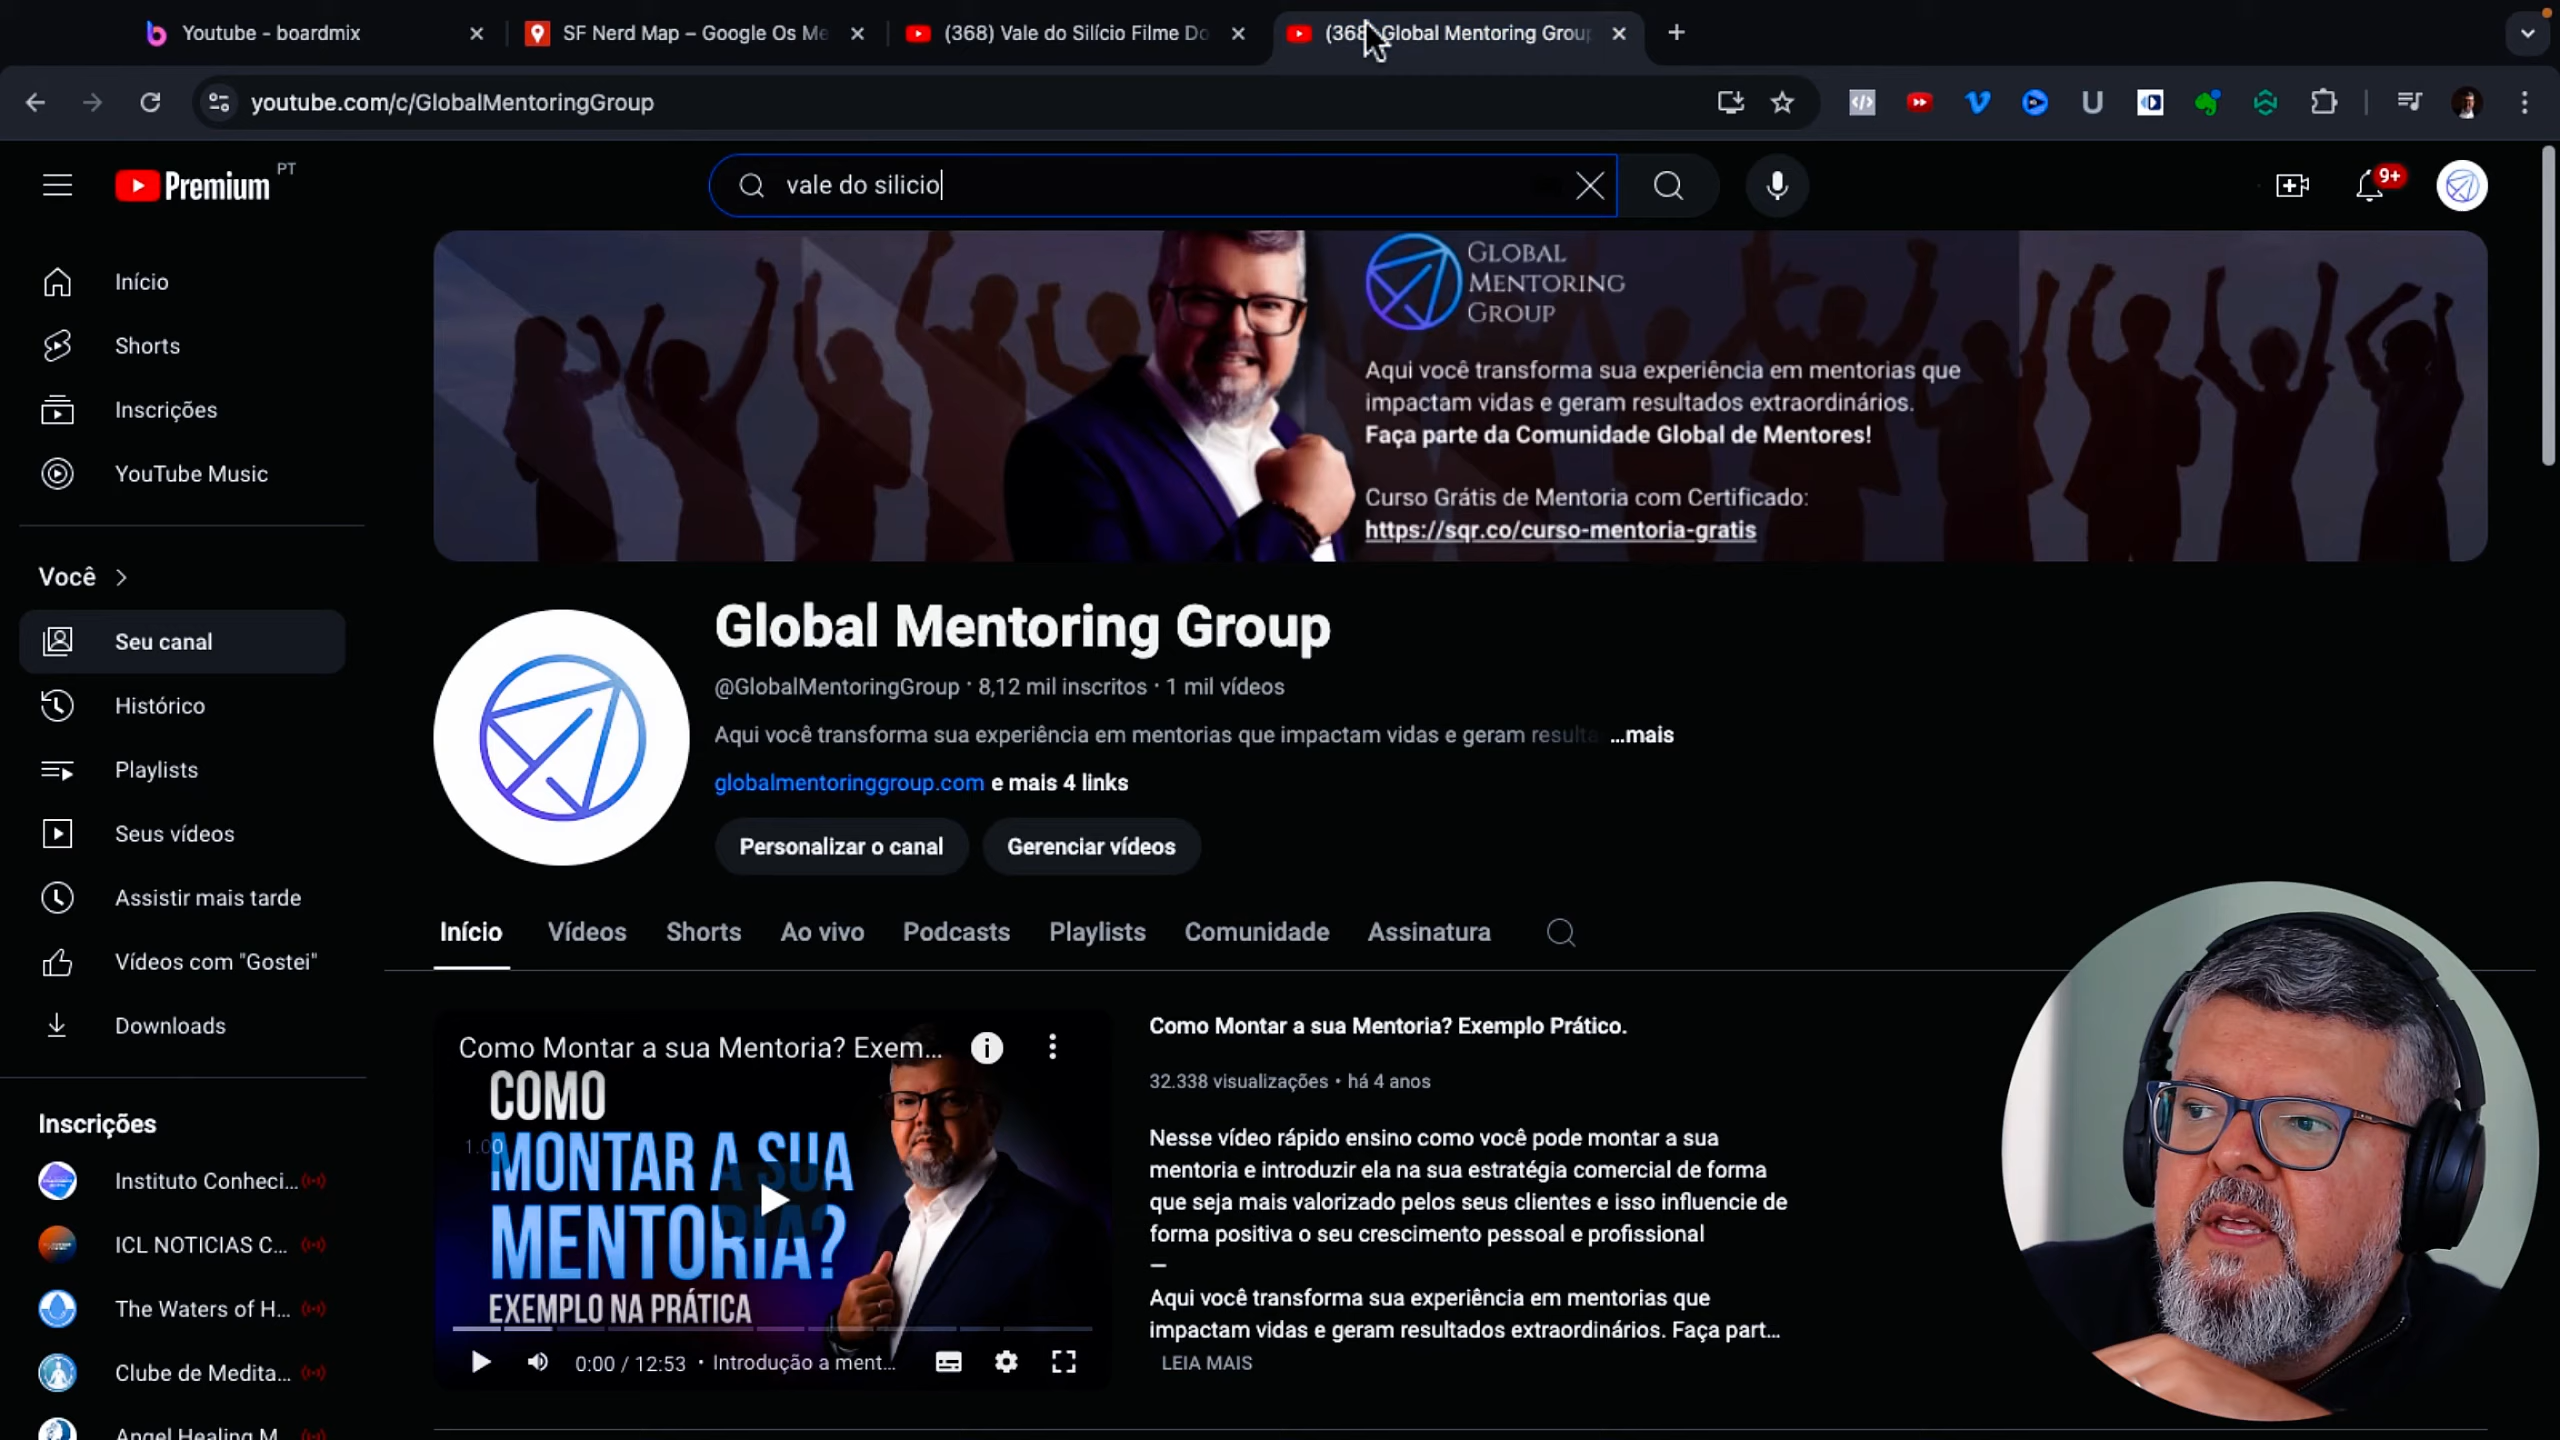 Youtube - boardmix
SF Nerd Map – Google Os Me
(368) Vale do Silício Filme Do
(368) Global Mentoring Grou
youtube.com/c/GlobalMentoringGroup
Premium
PT
vale do silicio
9+
Início
Shorts
Inscrições
YouTube Music
Você
Seu canal
Histórico
Playlists
Seus vídeos
Assistir mais tarde
Vídeos com "Gostei"
Downloads
Inscrições
Instituto Conheci...
ICL NOTICIAS C...
The Waters of H...
Clube de Medita...
Angel Healing M
GLOBAL
MENTORING
GROUP
Aqui você transforma sua experiência em mentorias que
impactam vidas e geram resultados extraordinários.
Faça parte da Comunidade Global de Mentores!
Curso Grátis de Mentoria com Certificado:
https://sqr.co/curso-mentoria-gratis
Global Mentoring Group
@GlobalMentoringGroup • 8,12 mil inscritos • 1 mil vídeos
Aqui você transforma sua experiência em mentorias que impactam vidas e geram resulta ...mais
globalmentoringgroup.com e mais 4 links
Personalizar o canal
Gerenciar vídeos
Início
Vídeos
Shorts
Ao vivo
Podcasts
Playlists
Comunidade
Assinatura
Como Montar a sua Mentoria? Exem...
1.00
COMO
MONTAR A SUA
MENTORIA?
EXEMPLO NA PRÁTICA
0:00 / 12:53 • Introdução a ment...
Como Montar a sua Mentoria? Exemplo Prático.
32.338 visualizações • há 4 anos
Nesse vídeo rápido ensino como você pode montar a sua
mentoria e introduzir ela na sua estratégia comercial de forma
que seja mais valorizado pelos seus clientes e isso influencie de
forma positiva o seu crescimento pessoal e profissional
—
Aqui você transforma sua experiência em mentorias que
impactam vidas e geram resultados extraordinários. Faça part...
LEIA MAIS